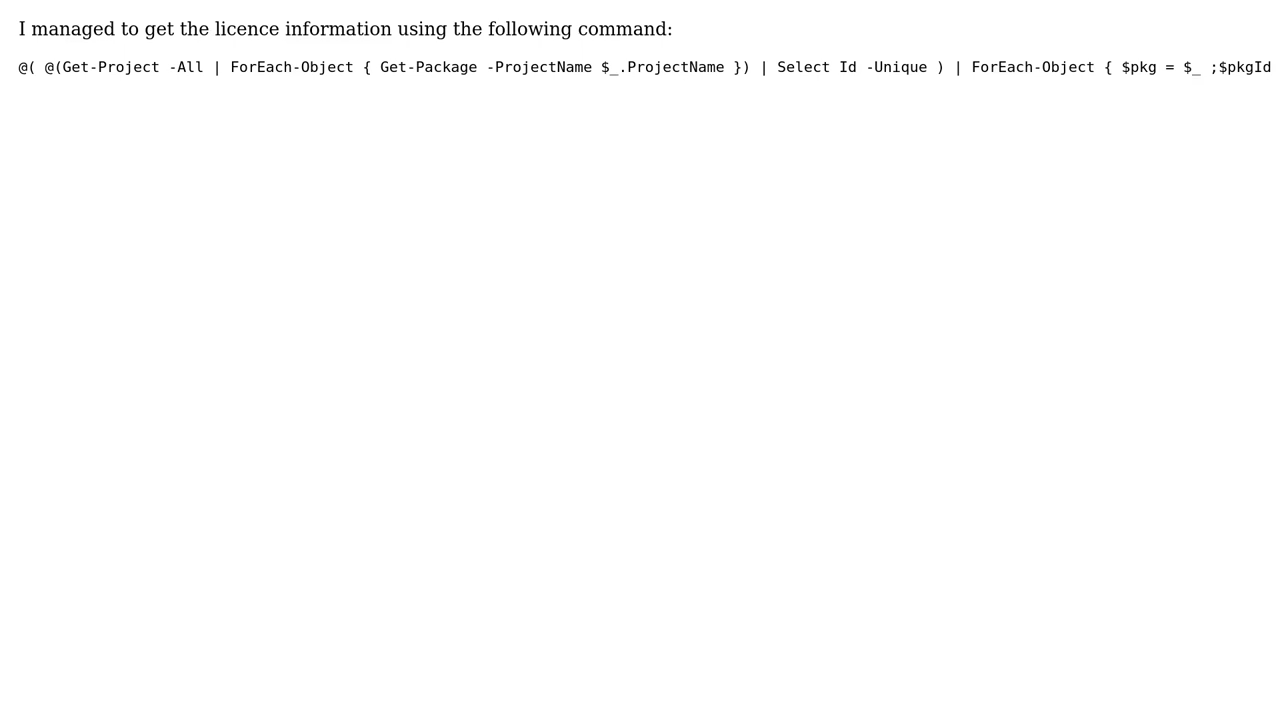 I managed to get the licence information using the following command:
@( @(Get-Project -All | ForEach-Object { Get-Package -ProjectName $_.ProjectName }) | Select Id -Unique ) | ForEach-Object { $pkg = $_ ;$pkgId